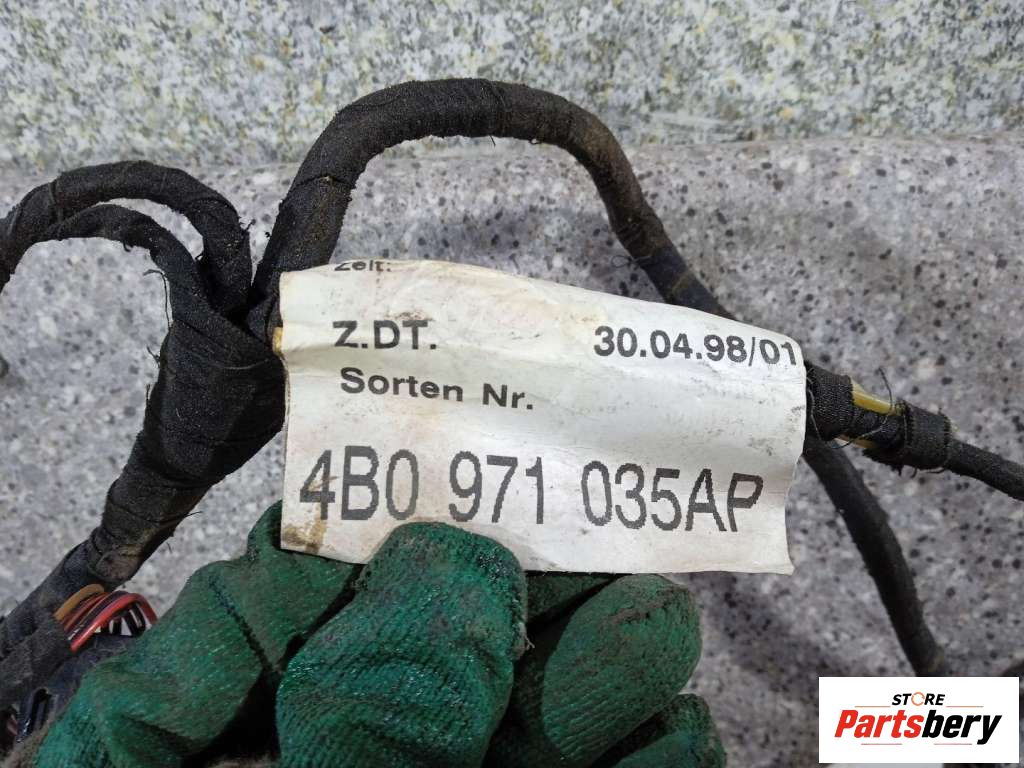 Zeit:
Z.DT. 30.04.98/01
Sorten Nr.
4B0 971 035AP
STORE
Partsbery